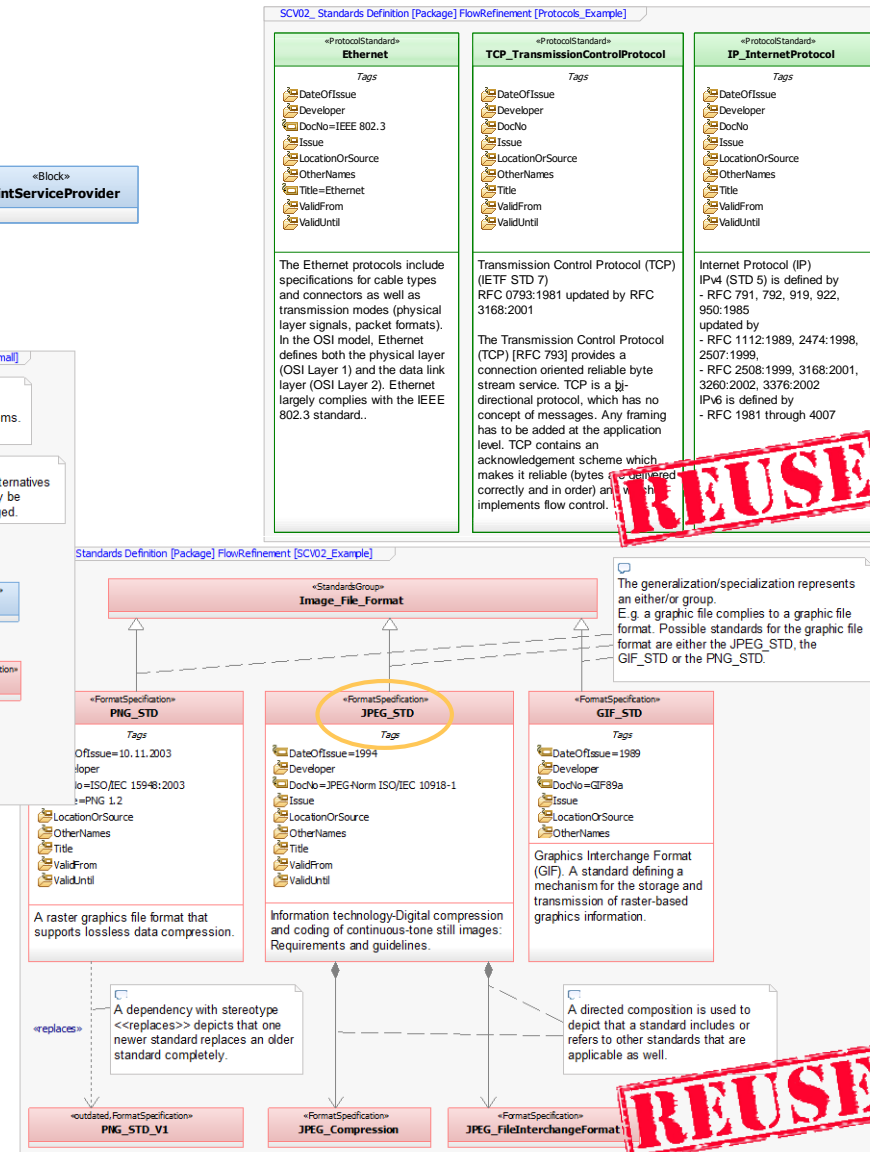 SCV02_ Standards Definition [Package] FlowRefinement [Protocols_Example]
«ProtocolStandard»
Ethernet
Tags
DateOfIssue
Developer
DocNo=IEEE 802.3
Issue
LocationOrSource
OtherNames
Title=Ethernet
ValidFrom
ValidUntil
The Ethernet protocols include
specifications for cable types
and connectors as well as
transmission modes (physical
layer signals, packet formats).
In the OSI model, Ethernet
defines both the physical layer
(OSI Layer 1) and the data link
layer (OSI Layer 2). Ethernet
largely complies with the IEEE
802.3 standard..
«ProtocolStandard»
TCP_TransmissionControlProtocol
Tags
DateOfIssue
Developer
DocNo
Issue
LocationOrSource
OtherNames
Title
ValidFrom
ValidUntil
Transmission Control Protocol (TCP)
(IETF STD 7)
RFC 0793:1981 updated by RFC
3168:2001
The Transmission Control Protocol
(TCP) [RFC 793] provides a
connection oriented reliable byte
stream service. TCP is a bi-
directional protocol, which has no
concept of messages. Any framing
has to be added at the application
level. TCP contains an
acknowledgement scheme which
makes it reliable (bytes are delivered
correctly and in order) and which
implements flow control.
«ProtocolStandard»
IP_InternetProtocol
Tags
DateOfIssue
Developer
DocNo
Issue
LocationOrSource
OtherNames
Title
ValidFrom
ValidUntil
Internet Protocol (IP)
IPv4 (STD 5) is defined by
- RFC 791, 792, 919, 922,
950:1985
updated by
- RFC 1112:1989, 2474:1998,
2507:1999,
- RFC 2508:1999, 3168:2001,
3260:2002, 3376:2002
IPv6 is defined by
- RFC 1981 through 4007
REUSE
«Block»
intServiceProvider
mall]
ms.
ternatives
y be
ged.
tion»
Standards Definition [Package] FlowRefinement [SCV02_Example]
«StandardsGroup»
Image_File_Format
The generalization/specialization represents
an either/or group.
E.g. a graphic file complies to a graphic file
format. Possible standards for the graphic file
format are either the JPEG_STD, the
GIF_STD or the PNG_STD.
«FormatSpecification»
PNG_STD
Tags
OfIssue=10.11.2003
eloper
No=ISO/IEC 15948:2003
e=PNG 1.2
LocationOrSource
OtherNames
Title
ValidFrom
ValidUntil
A raster graphics file format that
supports lossless data compression.
«FormatSpecification»
JPEG_STD
Tags
DateOfIssue=1994
Developer
DocNo=JPEG-Norm ISO/IEC 10918-1
Issue
LocationOrSource
OtherNames
Title
ValidFrom
ValidUntil
Information technology-Digital compression
and coding of continuous-tone still images:
Requirements and guidelines.
«FormatSpecification»
GIF_STD
Tags
DateOfIssue=1989
Developer
DocNo=GIF89a
Issue
LocationOrSource
OtherNames
Graphics Interchange Format
(GIF). A standard defining a
mechanism for the storage and
transmission of raster-based
graphics information.
«replaces»
A dependency with stereotype
<<replaces>> depicts that one
newer standard replaces an older
standard completely.
A directed composition is used to
depict that a standard includes or
refers to other standards that are
applicable as well.
«outdated, FormatSpecification»
PNG_STD_V1
«FormatSpecification»
JPEG_Compression
«FormatSpecification»
JPEG_FileInterchangeFormat
REUSE